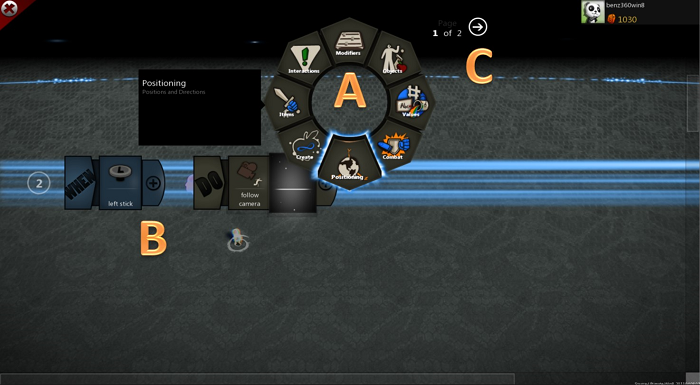 benz360win8
1030
Page
1 of 2
C
Modifiers
Interactions
Objects
Positioning
Positions and Directions
A
Items
Values
Create
Combat
Positioning
2
WHEN
left stick
DO
follow
camera
B